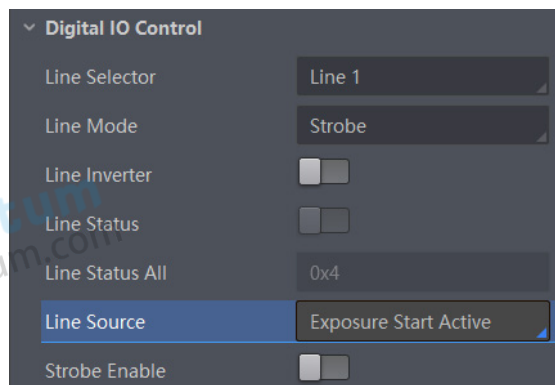 Digital IO Control
Line Selector Line 1
Line Mode Strobe
Line Inverter
Line Status
Line Status All 0x4
Line Source Exposure Start Active
Strobe Enable